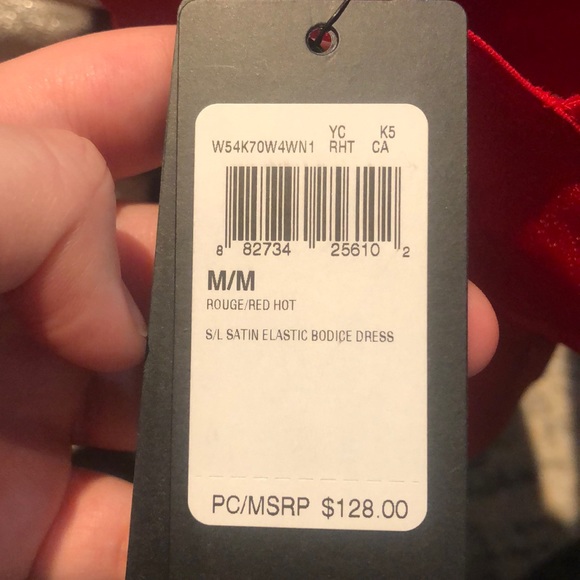 YC K5
W54K70W4WN1 RHT CA
8 82734 25610 2
M/M
ROUGE/RED HOT
S/L SATIN ELASTIC BODICE DRESS
PC/MSRP $128.00